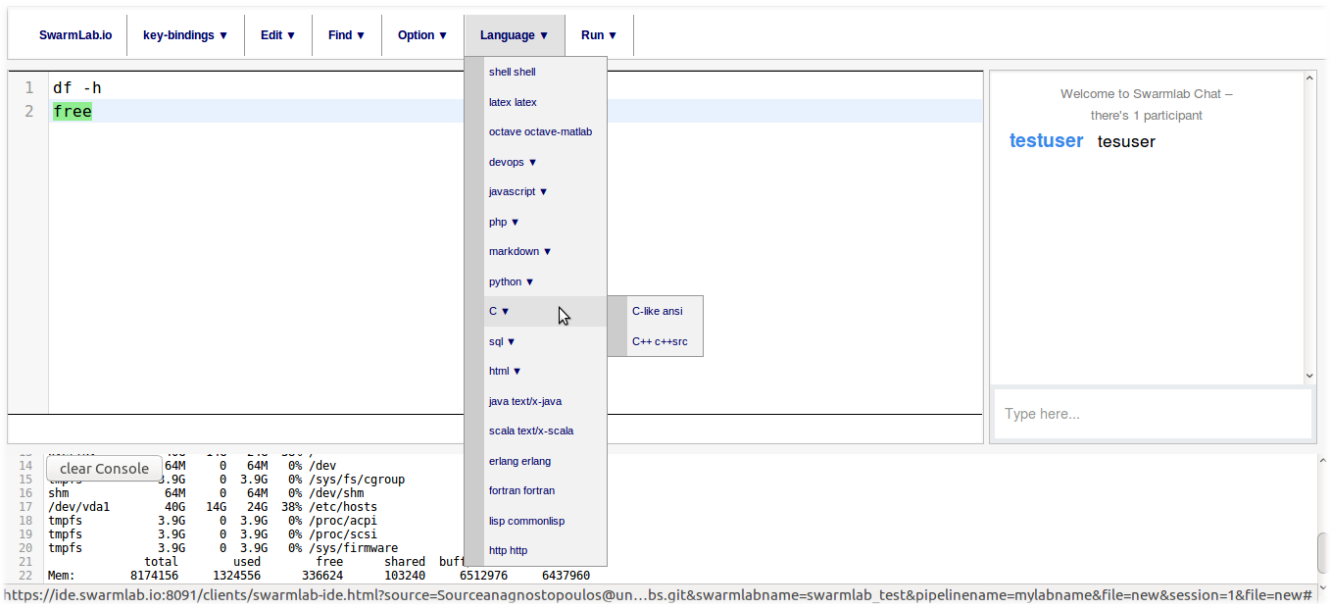 SwarmLab.io key-bindings ▼ Edit ▼ Find ▼ Option ▼ Language ▼ Run ▼
1 df -h
2 free
shell shell
latex latex
octave octave-matlab
devops ▼
javascript ▼
php ▼
markdown ▼
python ▼
C ▼
C-like ansi
sql ▼
C++ c++src
html ▼
java text/x-java
scala text/x-scala
erlang erlang
fortran fortran
lisp commonlisp
http http
Welcome to Swarmlab Chat –
there's 1 participant
testuser tesuser
Type here...
clear Console
14 64M 0 64M 0% /dev
15 tmpfs 3.9G 0 3.9G 0% /sys/fs/cgroup
16 shm 64M 0 64M 0% /dev/shm
17 /dev/vda1 40G 14G 24G 38% /etc/hosts
18 tmpfs 3.9G 0 3.9G 0% /proc/acpi
19 tmpfs 3.9G 0 3.9G 0% /proc/scsi
20 tmpfs 3.9G 0 3.9G 0% /sys/firmware
21 total used free shared buff
22 Mem: 8174156 1324556 336624 103240 6512976 6437960
https://ide.swarmlab.io:8091/clients/swarmlab-ide.html?source=Sourceanagnostopoulos@un...bs.git&swarmlabname=swarmlab_test&pipelinename=mylabname&file=new&session=1&file=new#